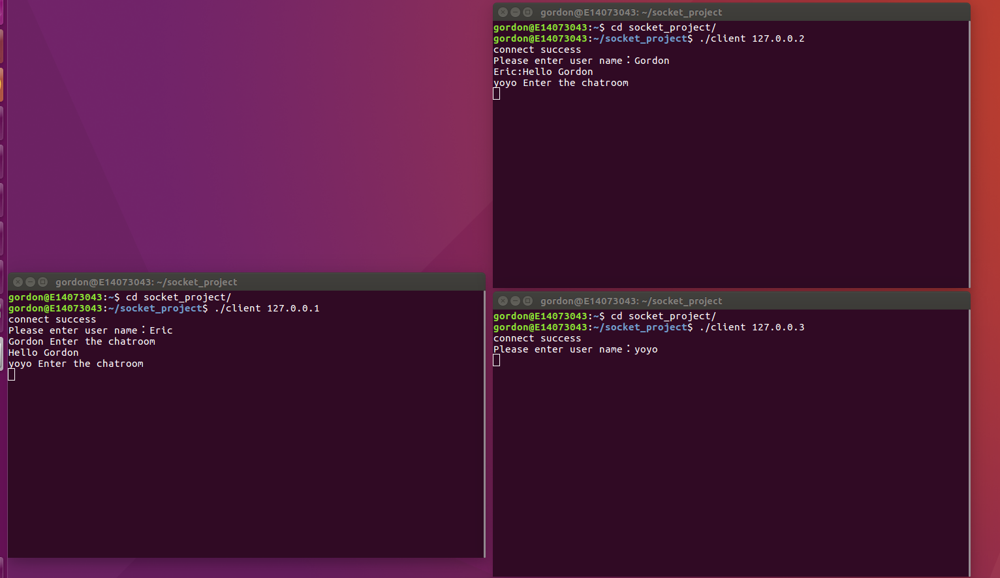 gordon@E14073043: ~/socket_project
gordon@E14073043:~$ cd socket_project/
gordon@E14073043:~/socket_project$ ./client 127.0.0.2
connect success
Please enter user name：Gordon
Eric:Hello Gordon
yoyo Enter the chatroom
gordon@E14073043: ~/socket_project
gordon@E14073043:~$ cd socket_project/
gordon@E14073043:~/socket_project$ ./client 127.0.0.1
connect success
Please enter user name：Eric
Gordon Enter the chatroom
Hello Gordon
yoyo Enter the chatroom
gordon@E14073043: ~/socket_project
gordon@E14073043:~$ cd socket_project/
gordon@E14073043:~/socket_project$ ./client 127.0.0.3
connect success
Please enter user name：yoyo